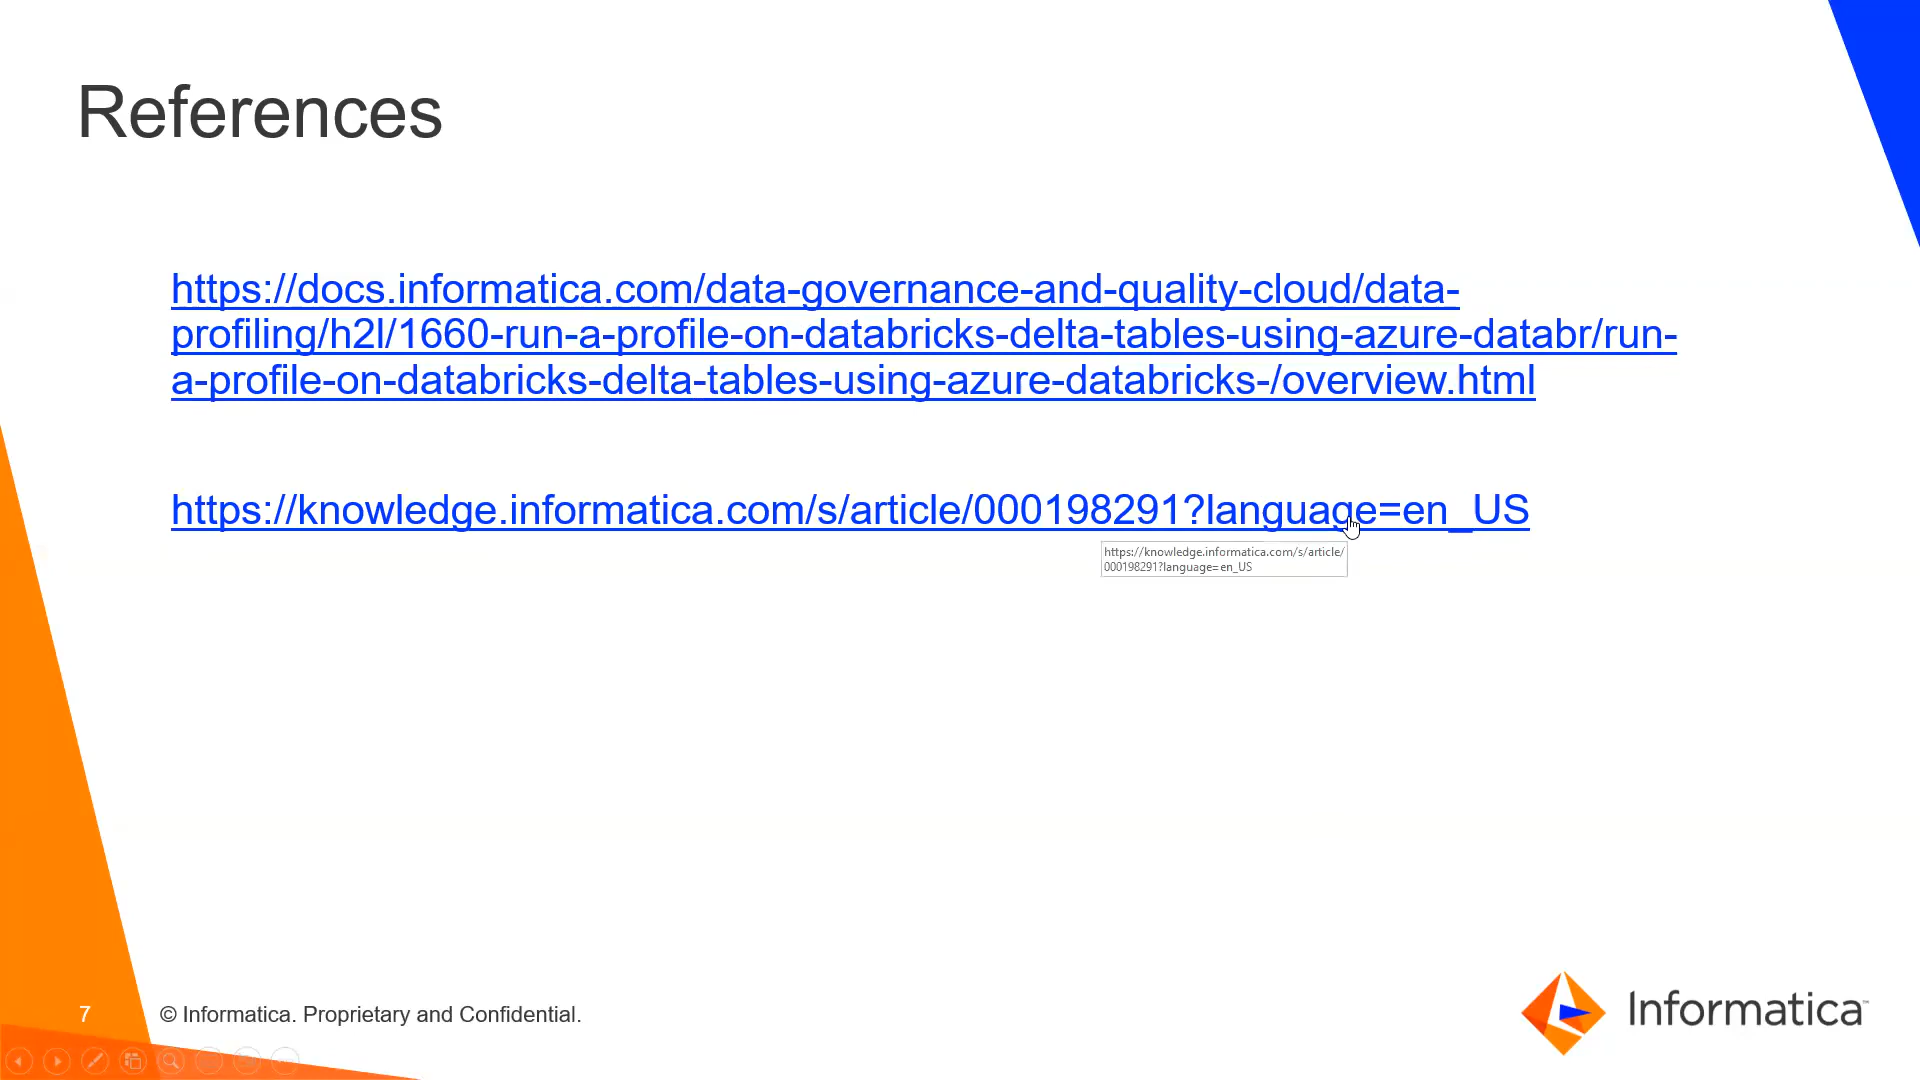 References
https://docs.informatica.com/data-governance-and-quality-cloud/data-
profiling/h2l/1660-run-a-profile-on-databricks-delta-tables-using-azure-databr/run-
a-profile-on-databricks-delta-tables-using-azure-databricks-/overview.html
https://knowledge.informatica.com/s/article/000198291?language=en_US
https://knowledge.informatica.com/s/article/
000198291?language=en_US
7
© Informatica. Proprietary and Confidential.
Informatica™